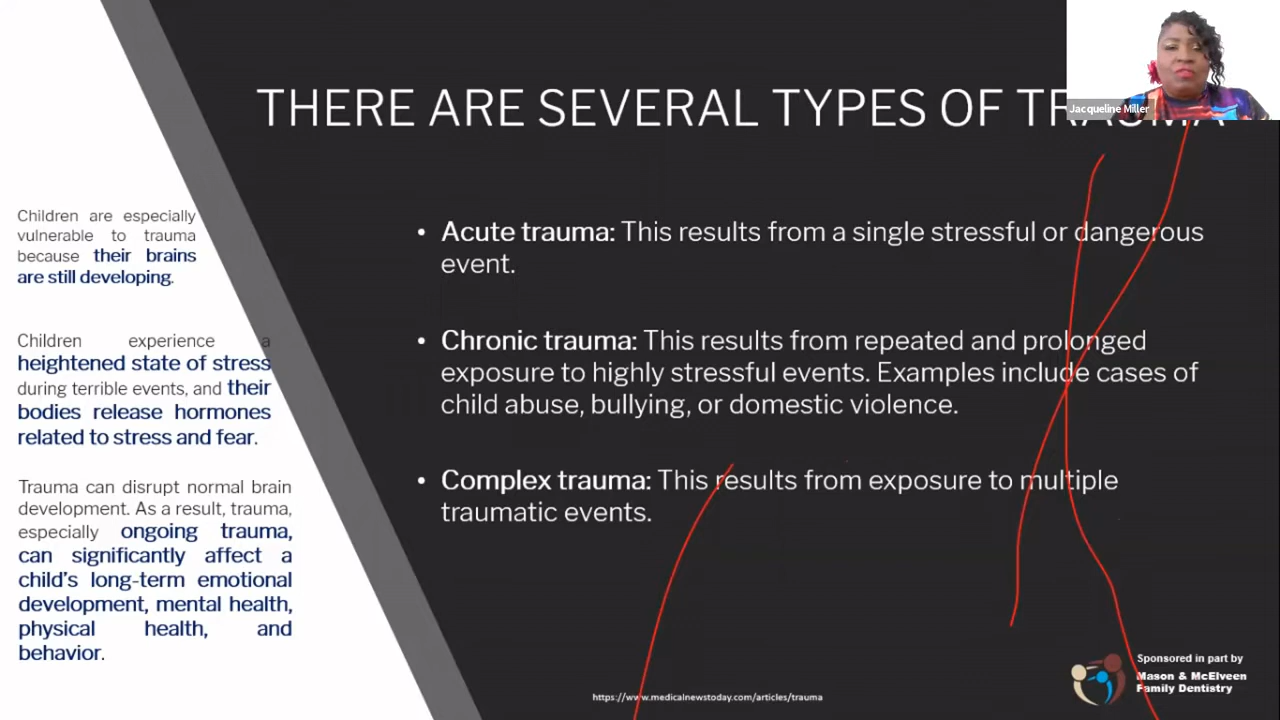 THERE ARE SEVERAL TYPES OF TRAUMA
Jacqueline Miller
Children are especially
vulnerable to trauma
because their brains
are still developing.
Children experience a
heightened state of stress
during terrible events, and their
bodies release hormones
related to stress and fear.
Trauma can disrupt normal brain
development. As a result, trauma,
especially ongoing trauma,
can significantly affect a
child's long-term emotional
development, mental health,
physical health, and
behavior.
• Acute trauma: This results from a single stressful or dangerous
event.
• Chronic trauma: This results from repeated and prolonged
exposure to highly stressful events. Examples include cases of
child abuse, bullying, or domestic violence.
• Complex trauma: This results from exposure to multiple
traumatic events.
https://www.medicalnewstoday.com/articles/trauma
Sponsored in part by
Mason & McElveen
Family Dentistry